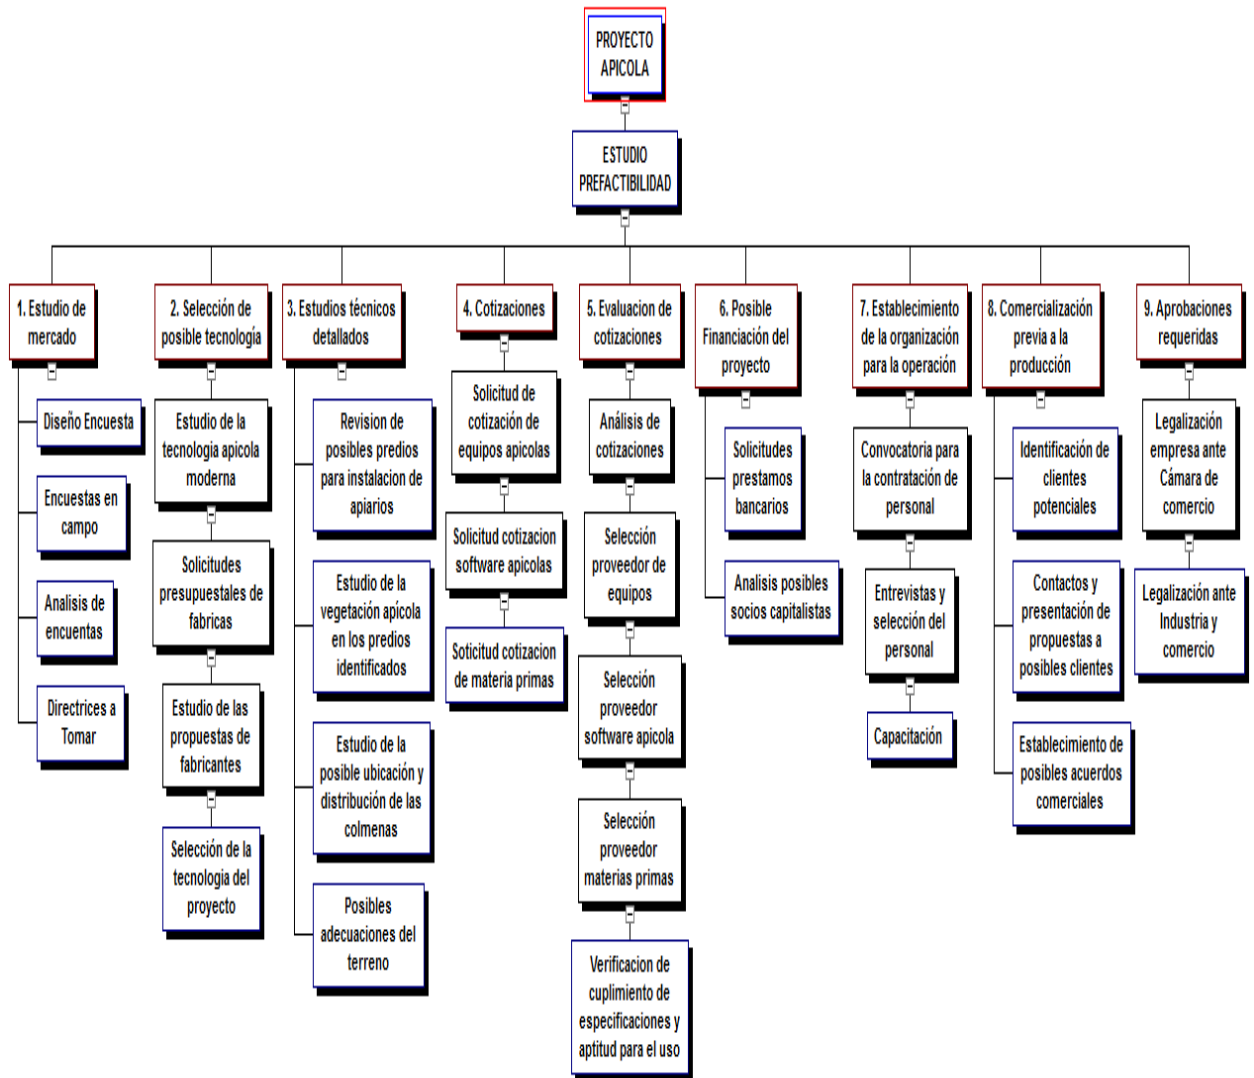 PROYECTO
APICOLA
ESTUDIO
PREFACTIBILIDAD
1. Estudio de
mercado
Diseño Encuesta
Encuestas en
campo
Analisis de
encuentas
Directrices a
Tomar
2. Selección de
posible tecnología
Estudio de la
tecnologia apicola
moderna
Solicitudes
presupuestales de
fabricas
Estudio de las
propuestas de
fabricantes
Selección de la
tecnologia del
proyecto
3. Estudios técnicos
detallados
Revision de
posibles predios
para instalacion de
apiarios
Estudio de la
vegetación apícola
en los predios
identificados
Estudio de la
posible ubicación y
distribución de las
colmenas
Posibles
adecuaciones del
terreno
4. Cotizaciones
Solicitud de
cotización de
equipos apicolas
Solicitud cotizacion
software apicolas
Soticitud cotizacion
de materia primas
5. Evaluacion de
cotizaciones
Análisis de
cotizaciones
Selección
proveedor de
equipos
Selección
proveedor
software apicola
Selección
proveedor
materias primas
Verificacion de
cuplimiento de
especificaciones y
aptitud para el uso
6. Posible
Financiación del
proyecto
Solicitudes
prestamos
bancarios
Analisis posibles
socios capitalistas
7. Establecimiento
de la organización
para la operación
Convocatoria para
la contratación de
personal
Entrevistas y
selección del
personal
Capacitación
8. Comercialización
previa a la
producción
Identificación de
clientes
potenciales
Contactos y
presentación de
propuestas a
posibles clientes
Establecimiento de
posibles acuerdos
comerciales
9. Aprobaciones
requeridas
Legalización
empresa ante
Cámara de
comercio
Legalización ante
Industria y
comercio